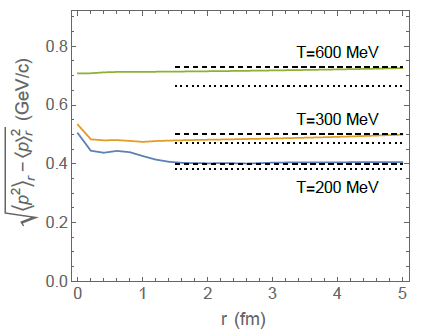 √⟨p²⟩r − ⟨p⟩²r (GeV/c)
0.8
0.6
0.4
0.2
0.0
T=600 MeV
T=300 MeV
T=200 MeV
0 1 2 3 4 5
r (fm)